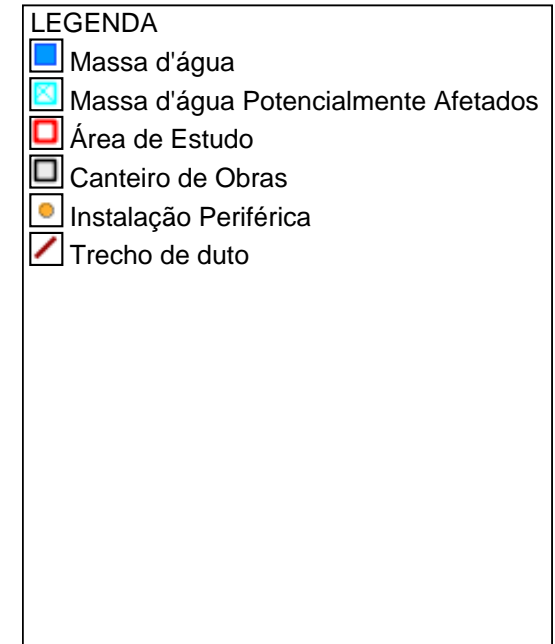 LEGENDA
Massa d'água
Massa d'água Potencialmente Afetados
Área de Estudo
Canteiro de Obras
Instalação Periférica
Trecho de duto